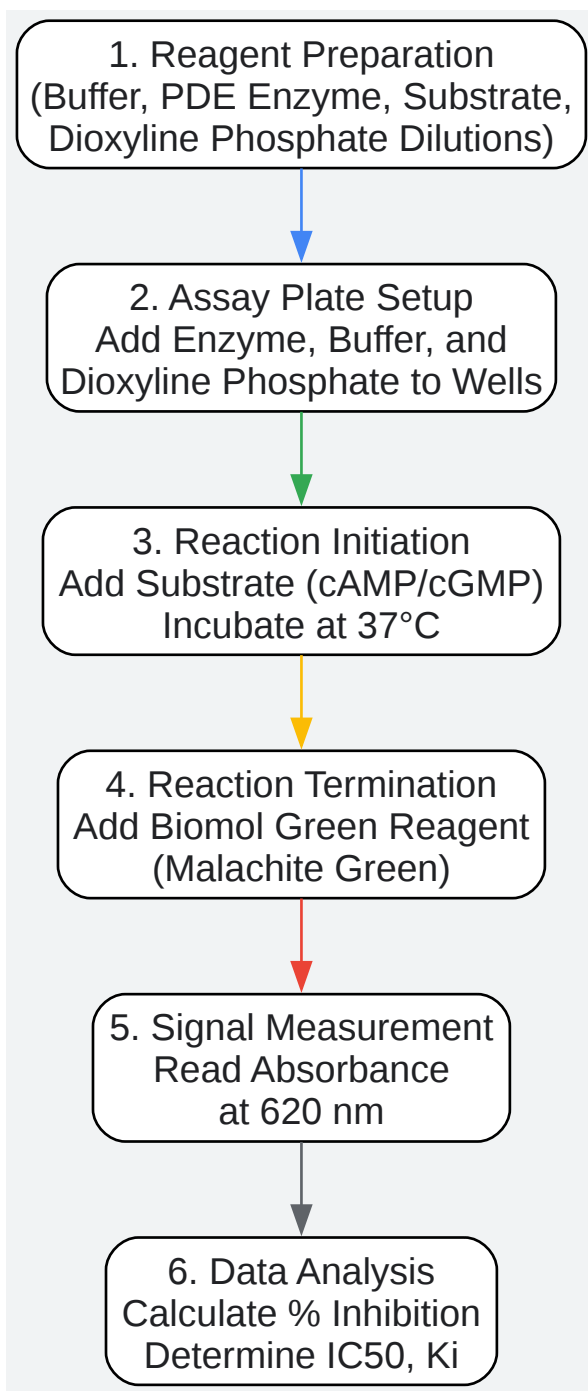 1. Reagent Preparation
(Buffer, PDE Enzyme, Substrate,
Dioxyline Phosphate Dilutions)
2. Assay Plate Setup
Add Enzyme, Buffer, and
Dioxyline Phosphate to Wells
3. Reaction Initiation
Add Substrate (cAMP/cGMP)
Incubate at 37°C
4. Reaction Termination
Add Biomol Green Reagent
(Malachite Green)
5. Signal Measurement
Read Absorbance
at 620 nm
6. Data Analysis
Calculate % Inhibition
Determine IC50, Ki